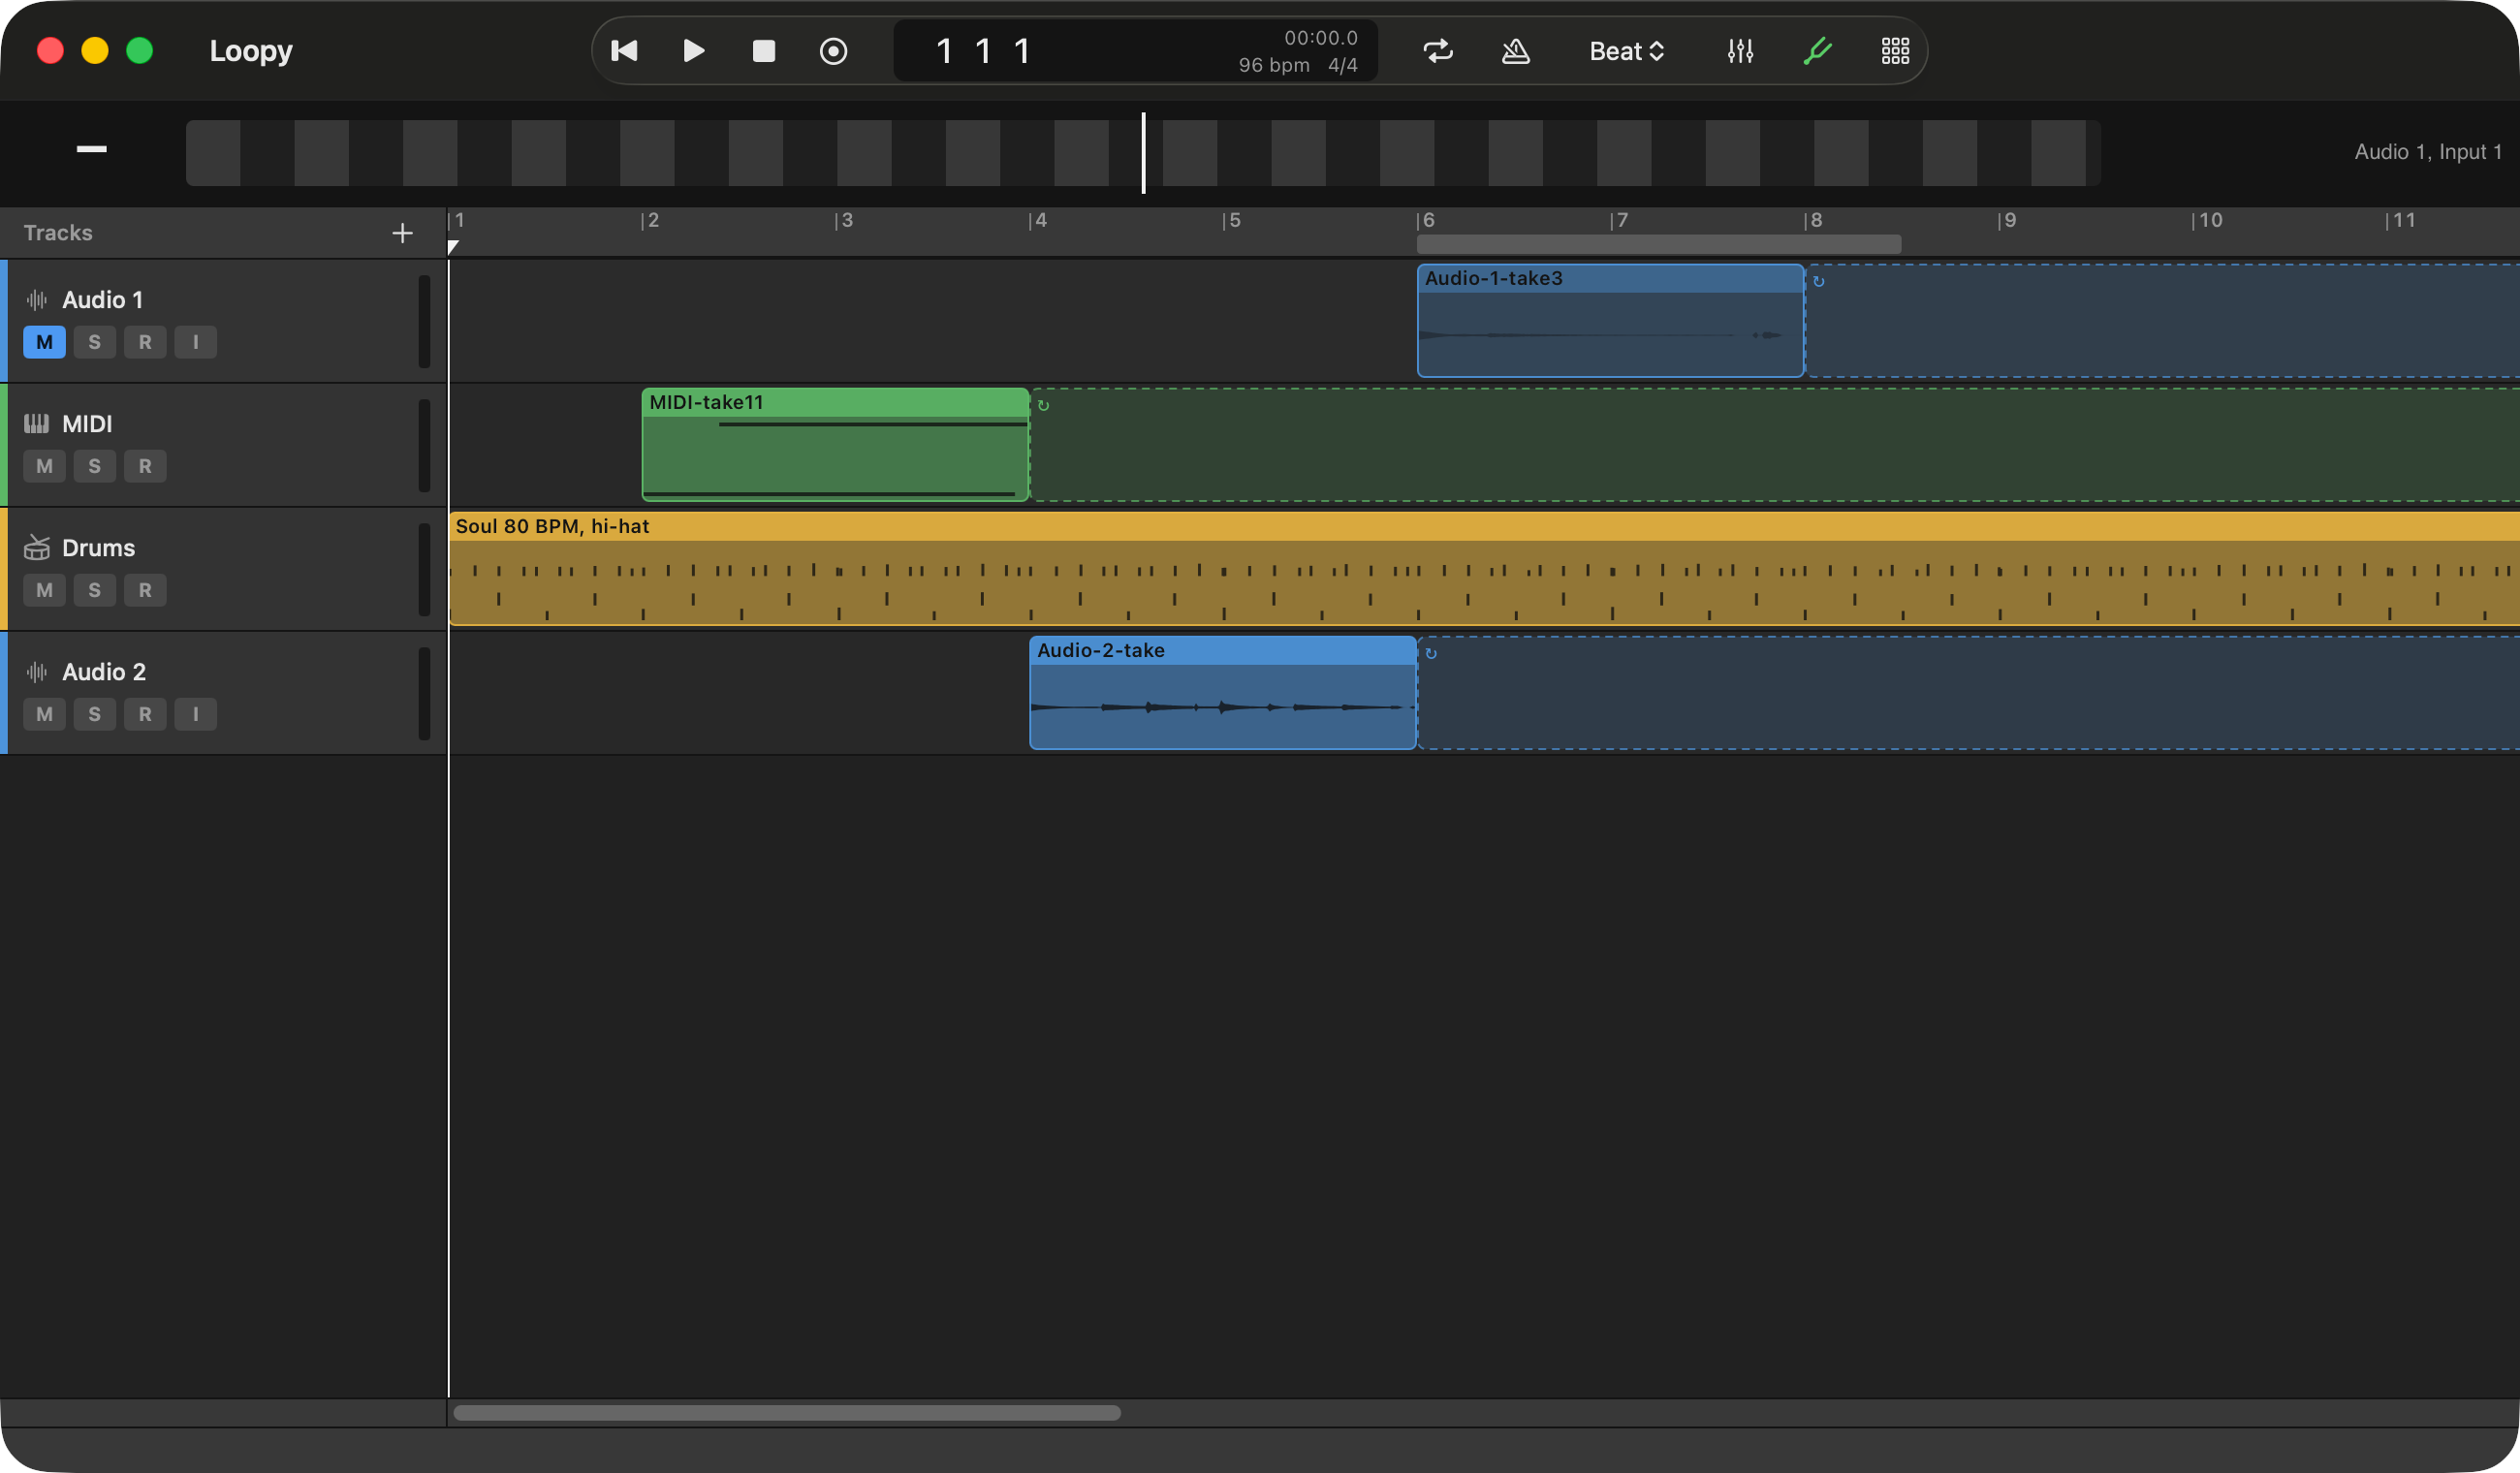 Loopy
1 1 1
00:00.0
96 bpm 4/4
Beat
Audio 1, Input 1
Tracks
1 2 3 4 5 6 7 8 9 10 11
Audio 1
M S R I
Audio-1-take3
MIDI
M S R
MIDI-take11
Drums
M S R
Soul 80 BPM, hi-hat
Audio 2
M S R I
Audio-2-take